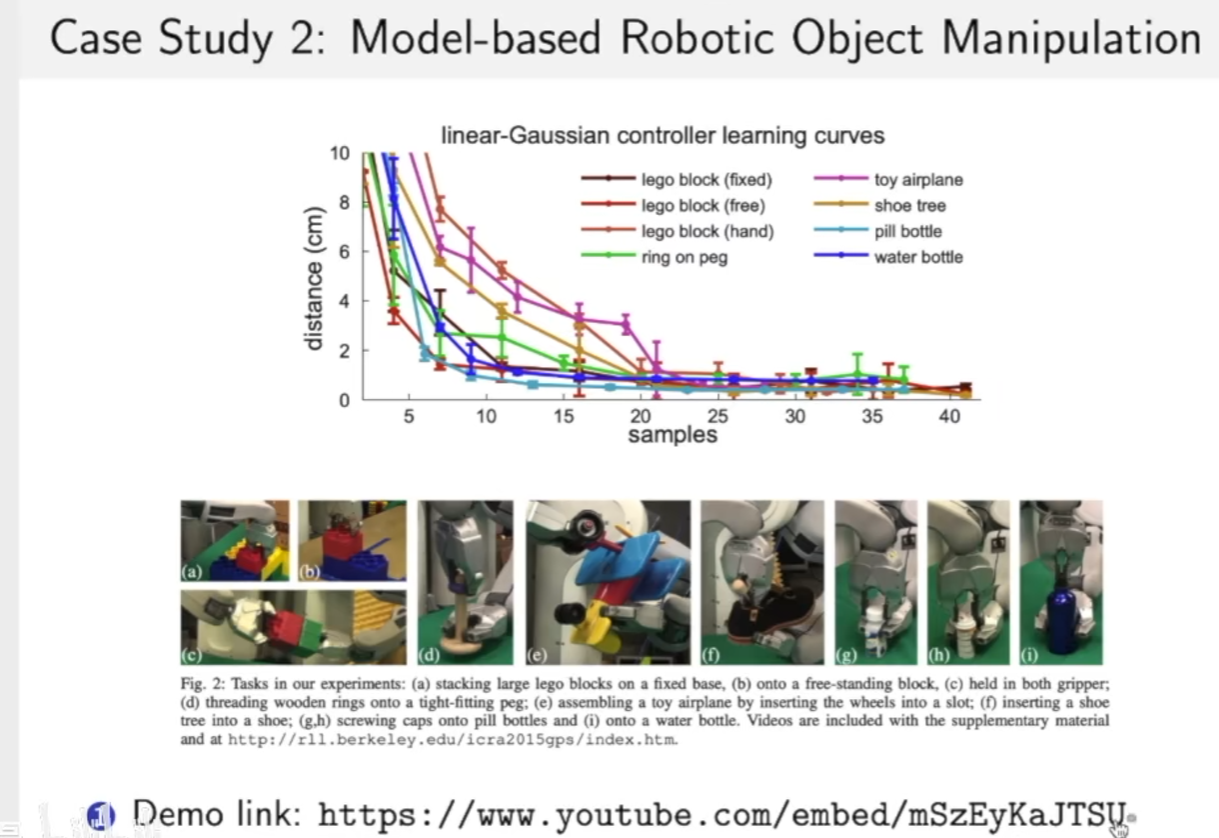 Case Study 2: Model-based Robotic Object Manipulation
linear-Gaussian controller learning curves
10
8
6
4
2
0
distance (cm)
lego block (fixed)
lego block (free)
lego block (hand)
ring on peg
toy airplane
shoe tree
pill bottle
water bottle
5 10 15 20 25 30 35 40
samples
(a)
(b)
(c)
(d)
(e)
(f)
(g)
(h)
(i)
Fig. 2: Tasks in our experiments: (a) stacking large lego blocks on a fixed base, (b) onto a free-standing block, (c) held in both gripper;
(d) threading wooden rings onto a tight-fitting peg; (e) assembling a toy airplane by inserting the wheels into a slot; (f) inserting a shoe
tree into a shoe; (g,h) screwing caps onto pill bottles and (i) onto a water bottle. Videos are included with the supplementary material
and at http://rll.berkeley.edu/icra2015gps/index.htm.
1 Demo link: https://www.youtube.com/embed/mSzEyKaJTSU